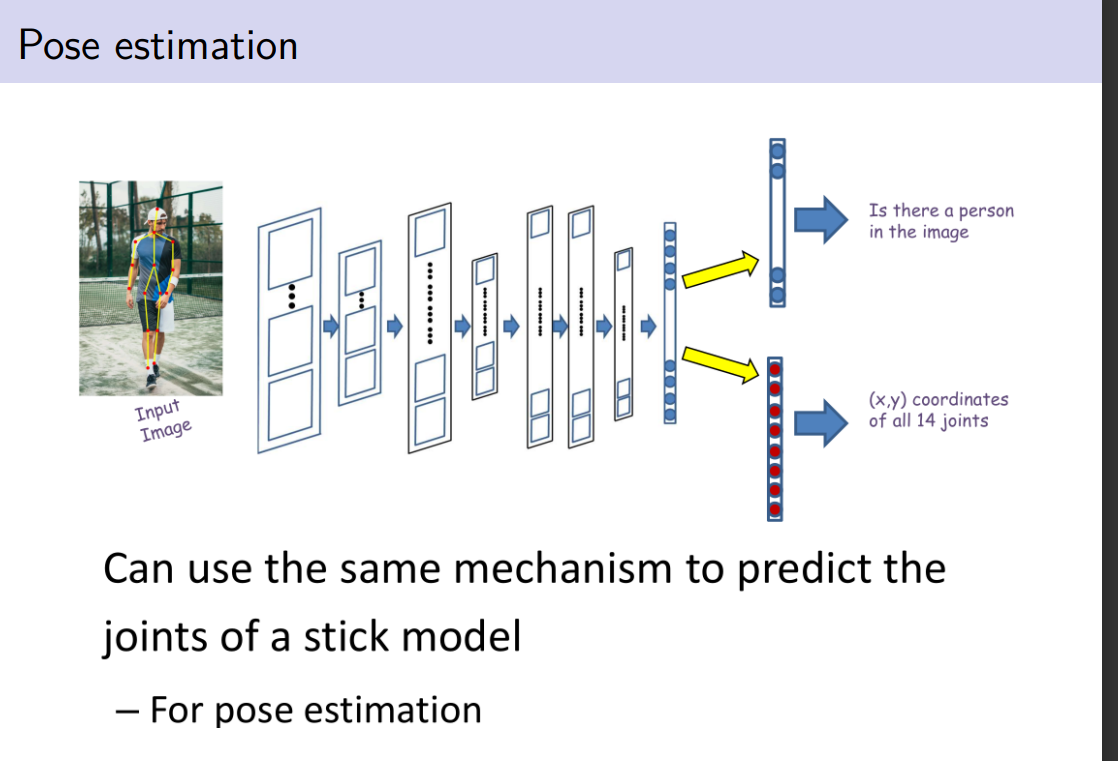 Pose estimation
Input
Image
Is there a person
in the image
(x,y) coordinates
of all 14 joints
Can use the same mechanism to predict the
joints of a stick model
– For pose estimation